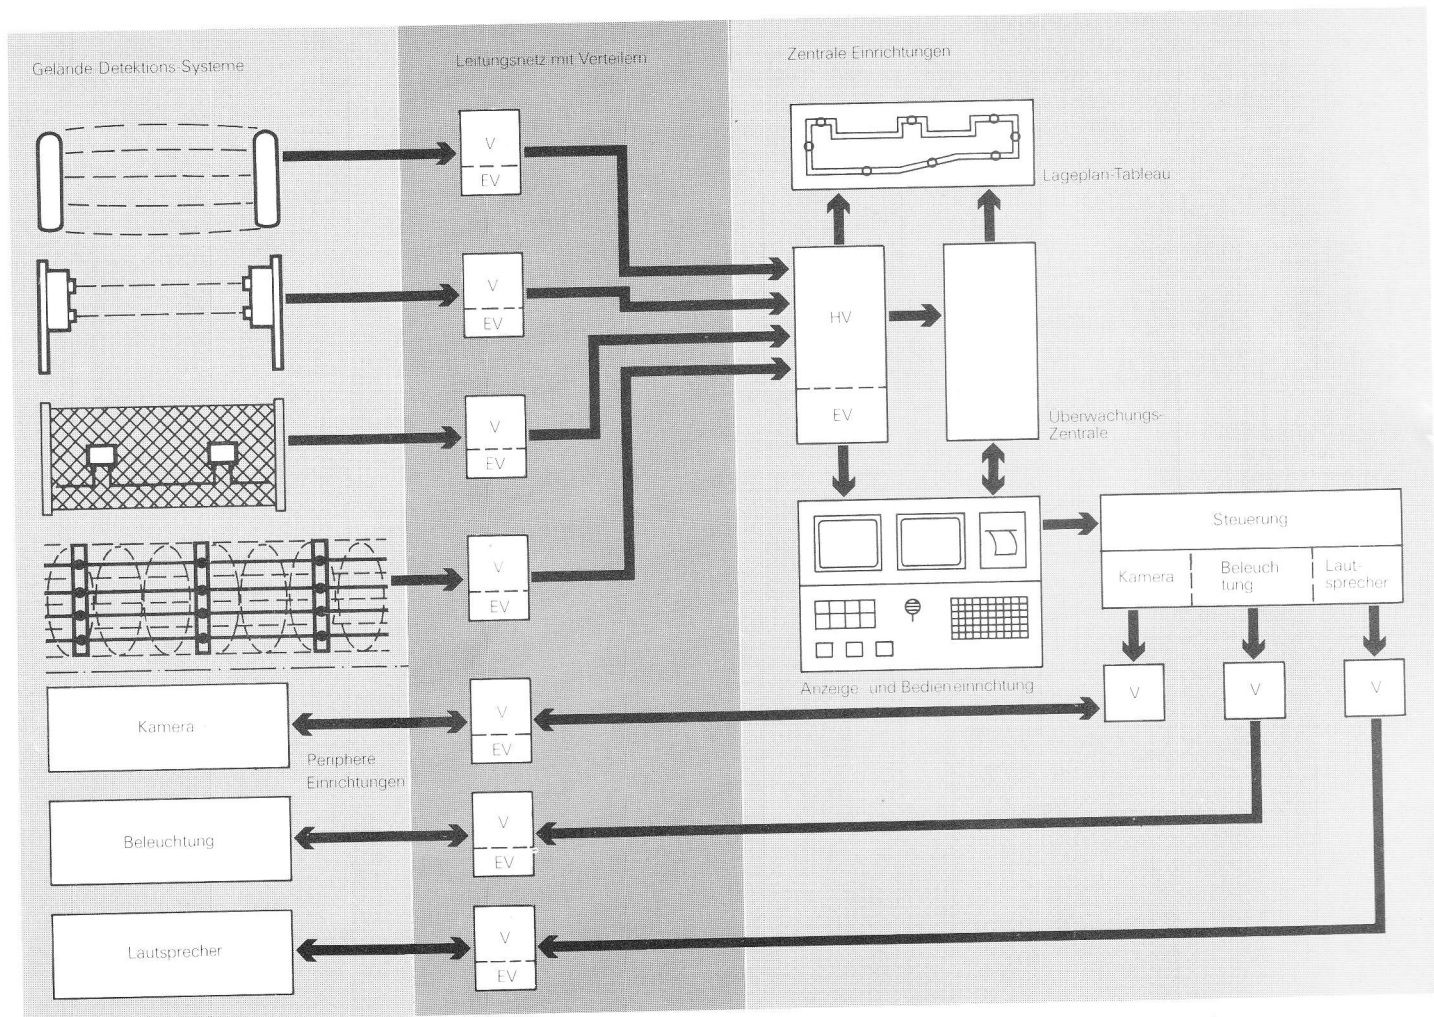 Gelände-Detektions-Systeme
Leitungsnetz mit Verteilern
Zentrale Einrichtungen
V
EV
V
EV
V
EV
V
EV
Lageplan-Tableau
HV
EV
Überwachungs-
Zentrale
Steuerung
Kamera
Beleuch
tung
Laut-
sprecher
Anzeige- und Bedieneinrichtung
V
V
V
Kamera
Periphere
Einrichtungen
V
EV
Beleuchtung
V
EV
Lautsprecher
V
EV